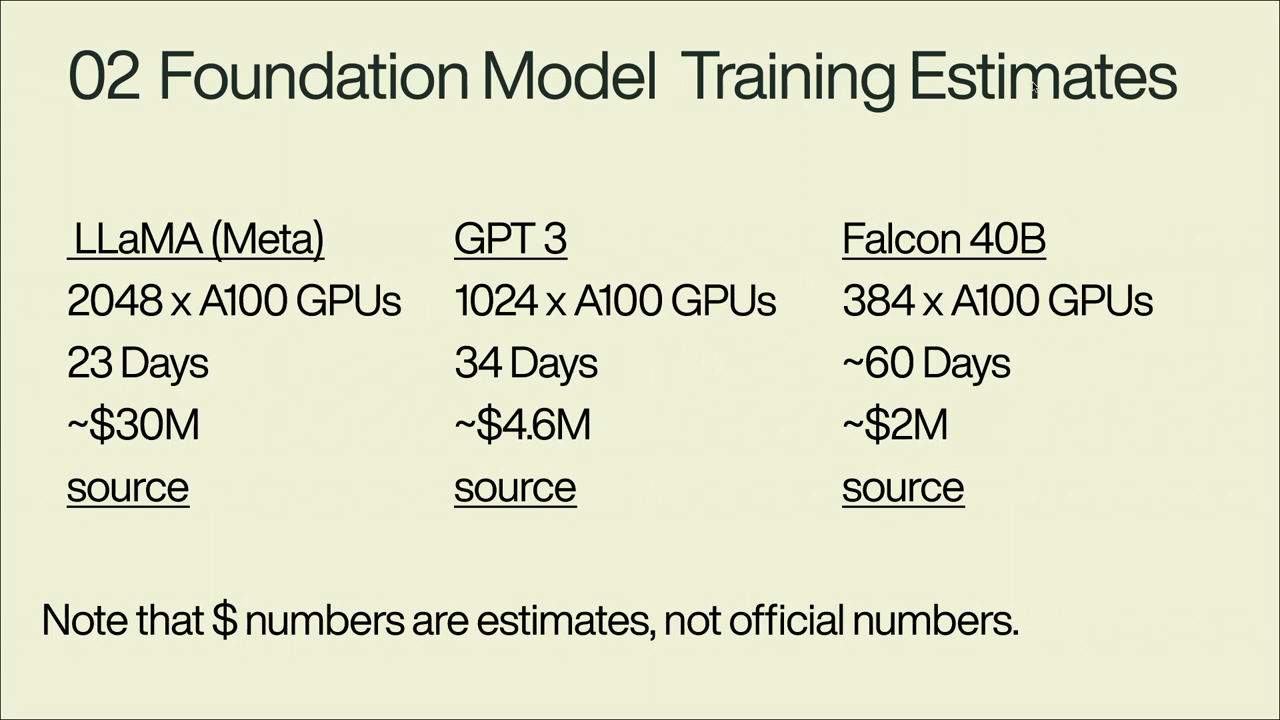 02 Foundation Model Training Estimates
LLaMA (Meta)
2048 x A100 GPUs
23 Days
~$30M
source
GPT 3
1024 x A100 GPUs
34 Days
~$4.6M
source
Falcon 40B
384 x A100 GPUs
~60 Days
~$2M
source
Note that $ numbers are estimates, not official numbers.